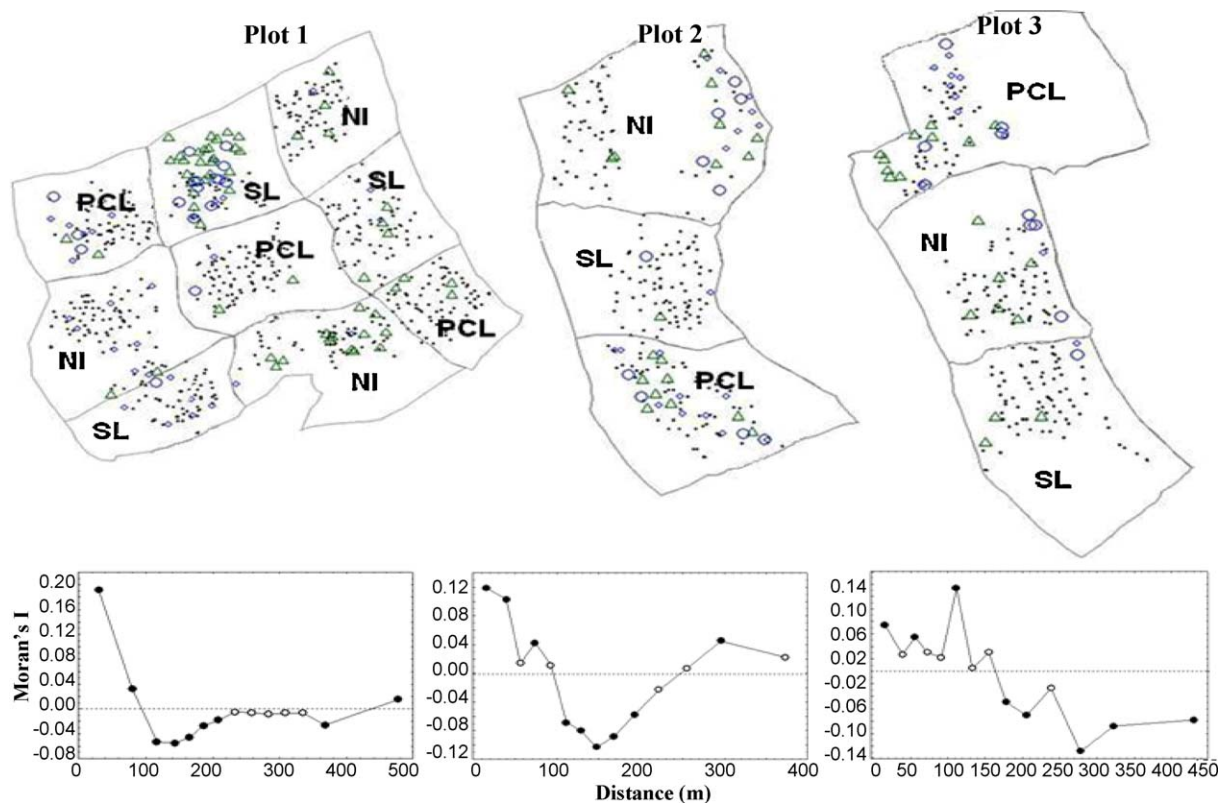 Plot 1
Plot 2
Plot 3
NI
SL
PCL
SL
PCL
NI
PCL
NI
SL
NI
SL
PCL
PCL
NI
SL
Moran's I
0.20
0.16
0.12
0.08
0.04
0.00
-0.04
-0.08
0 100 200 300 400 500
0.12
0.08
0.04
0.00
-0.04
-0.08
-0.12
0 100 200 300 400
0.14
0.10
0.06
0.02
-0.02
-0.06
-0.10
-0.14
0 50 100 150 200 250 300 350 400 450
Distance (m)